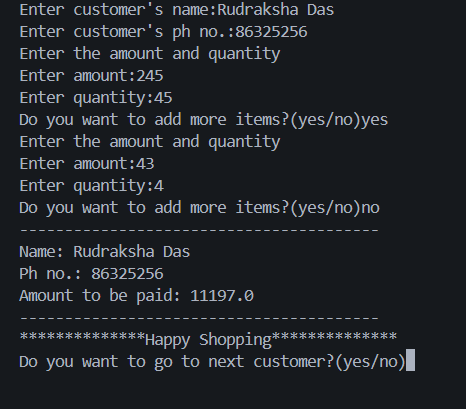 Enter customer's name:Rudraksha Das
Enter customer's ph no.:86325256
Enter the amount and quantity
Enter amount:245
Enter quantity:45
Do you want to add more items?(yes/no)yes
Enter the amount and quantity
Enter amount:43
Enter quantity:4
Do you want to add more items?(yes/no)no
----------------------------------------
Name: Rudraksha Das
Ph no.: 86325256
Amount to be paid: 11197.0
----------------------------------------
**************Happy Shopping**************
Do you want to go to next customer?(yes/no)